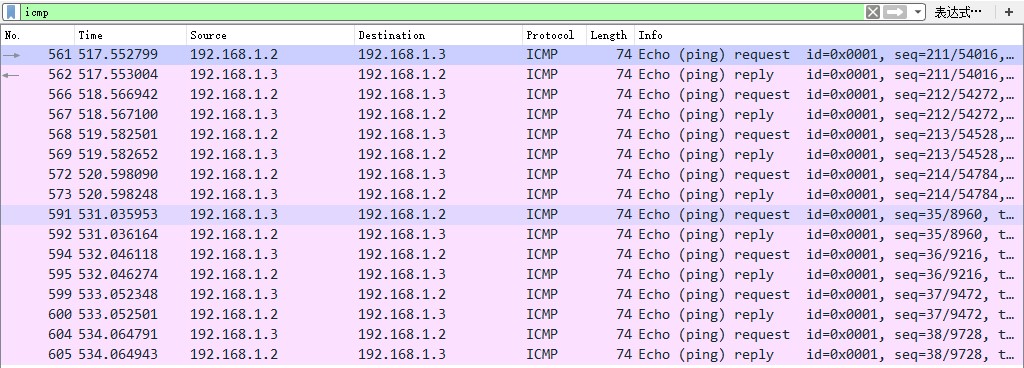 icmp 表达式… +
No. Time Source Destination Protocol Length Info
561 517.552799 192.168.1.2 192.168.1.3 ICMP 74 Echo (ping) request id=0x0001, seq=211/54016,…
562 517.553004 192.168.1.3 192.168.1.2 ICMP 74 Echo (ping) reply id=0x0001, seq=211/54016,…
566 518.566942 192.168.1.2 192.168.1.3 ICMP 74 Echo (ping) request id=0x0001, seq=212/54272,…
567 518.567100 192.168.1.3 192.168.1.2 ICMP 74 Echo (ping) reply id=0x0001, seq=212/54272,…
568 519.582501 192.168.1.2 192.168.1.3 ICMP 74 Echo (ping) request id=0x0001, seq=213/54528,…
569 519.582652 192.168.1.3 192.168.1.2 ICMP 74 Echo (ping) reply id=0x0001, seq=213/54528,…
572 520.598090 192.168.1.2 192.168.1.3 ICMP 74 Echo (ping) request id=0x0001, seq=214/54784,…
573 520.598248 192.168.1.3 192.168.1.2 ICMP 74 Echo (ping) reply id=0x0001, seq=214/54784,…
591 531.035953 192.168.1.3 192.168.1.2 ICMP 74 Echo (ping) request id=0x0001, seq=35/8960, t…
592 531.036164 192.168.1.2 192.168.1.3 ICMP 74 Echo (ping) reply id=0x0001, seq=35/8960, t…
594 532.046118 192.168.1.3 192.168.1.2 ICMP 74 Echo (ping) request id=0x0001, seq=36/9216, t…
595 532.046274 192.168.1.2 192.168.1.3 ICMP 74 Echo (ping) reply id=0x0001, seq=36/9216, t…
599 533.052348 192.168.1.3 192.168.1.2 ICMP 74 Echo (ping) request id=0x0001, seq=37/9472, t…
600 533.052501 192.168.1.2 192.168.1.3 ICMP 74 Echo (ping) reply id=0x0001, seq=37/9472, t…
604 534.064791 192.168.1.3 192.168.1.2 ICMP 74 Echo (ping) request id=0x0001, seq=38/9728, t…
605 534.064943 192.168.1.2 192.168.1.3 ICMP 74 Echo (ping) reply id=0x0001, seq=38/9728, t…